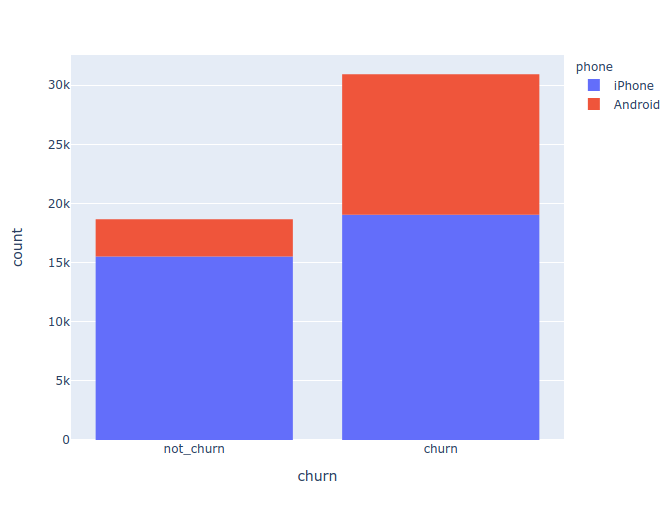 phone
iPhone
Android
30k
25k
20k
15k
10k
5k
0
count
not_churn
churn
churn